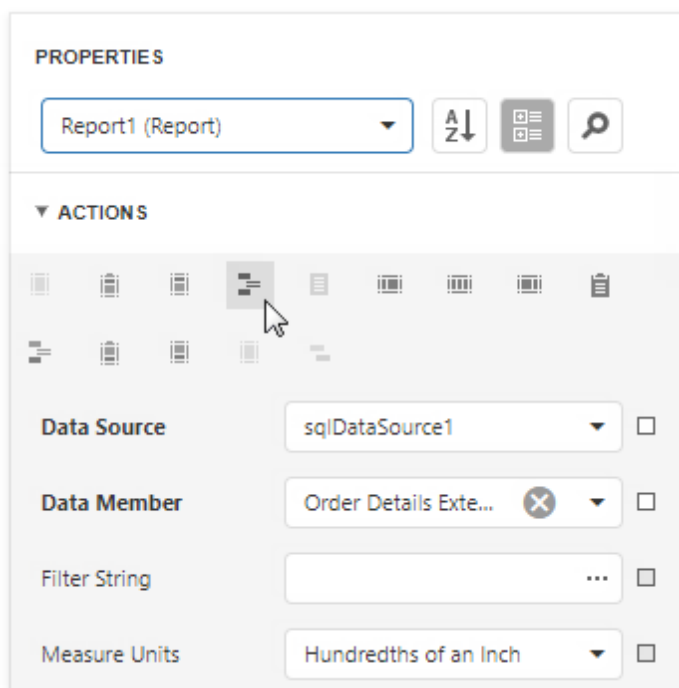 PROPERTIES
Report1 (Report)
A
Z
ACTIONS
Data Source
sqlDataSource1
Data Member
Order Details Exte...
Filter String
...
Measure Units
Hundredths of an Inch